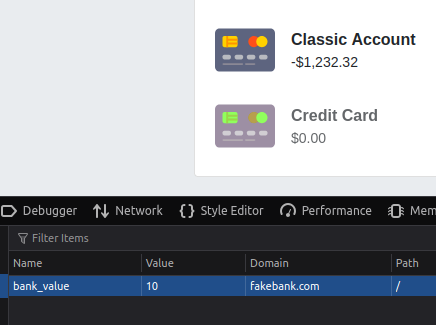 Classic Account
-$1,232.32
Credit Card
$0.00
Debugger Network Style Editor Performance Mem
Filter Items
Name Value Domain Path
bank_value 10 fakebank.com /